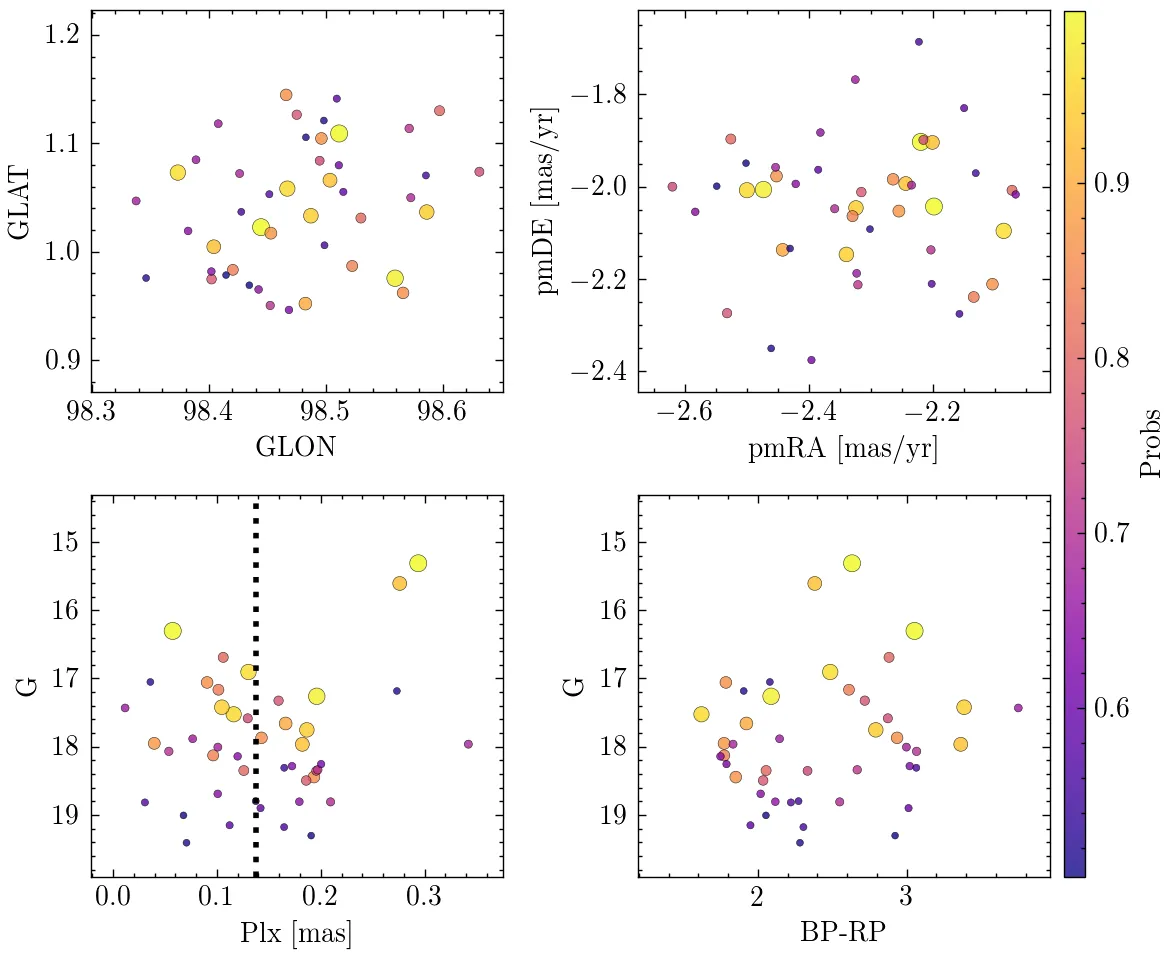 1.2
1.1
1.0
0.9
GLAT
98.3 98.4 98.5 98.6
GLON
−1.8
−2.0
−2.2
−2.4
pmDE [mas/yr]
−2.6 −2.4 −2.2
pmRA [mas/yr]
15
16
17
18
19
G
0.0 0.1 0.2 0.3
Plx [mas]
15
16
17
18
19
G
2 3
BP-RP
0.9
0.8
0.7
0.6
Probs